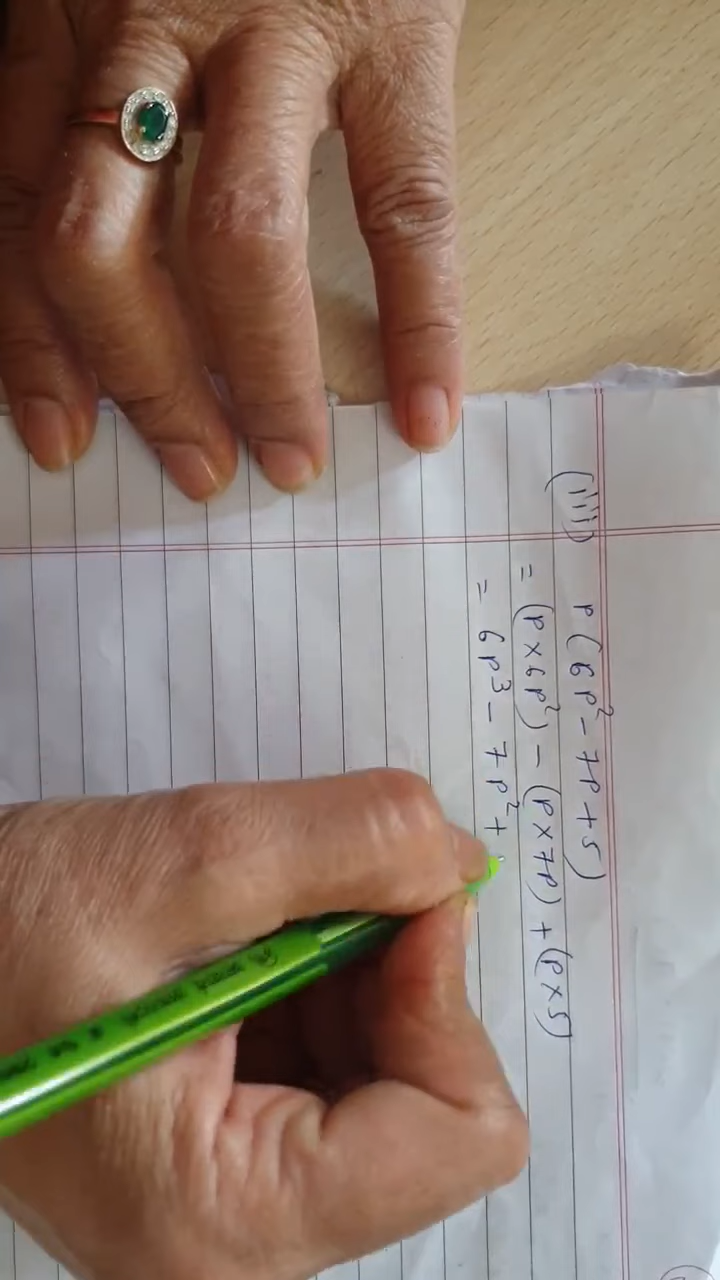 (iii) P(6P² - 7P + 5)
= (P × 6P²) - (P × 7P) + (P × 5)
= 6P³ - 7P² +